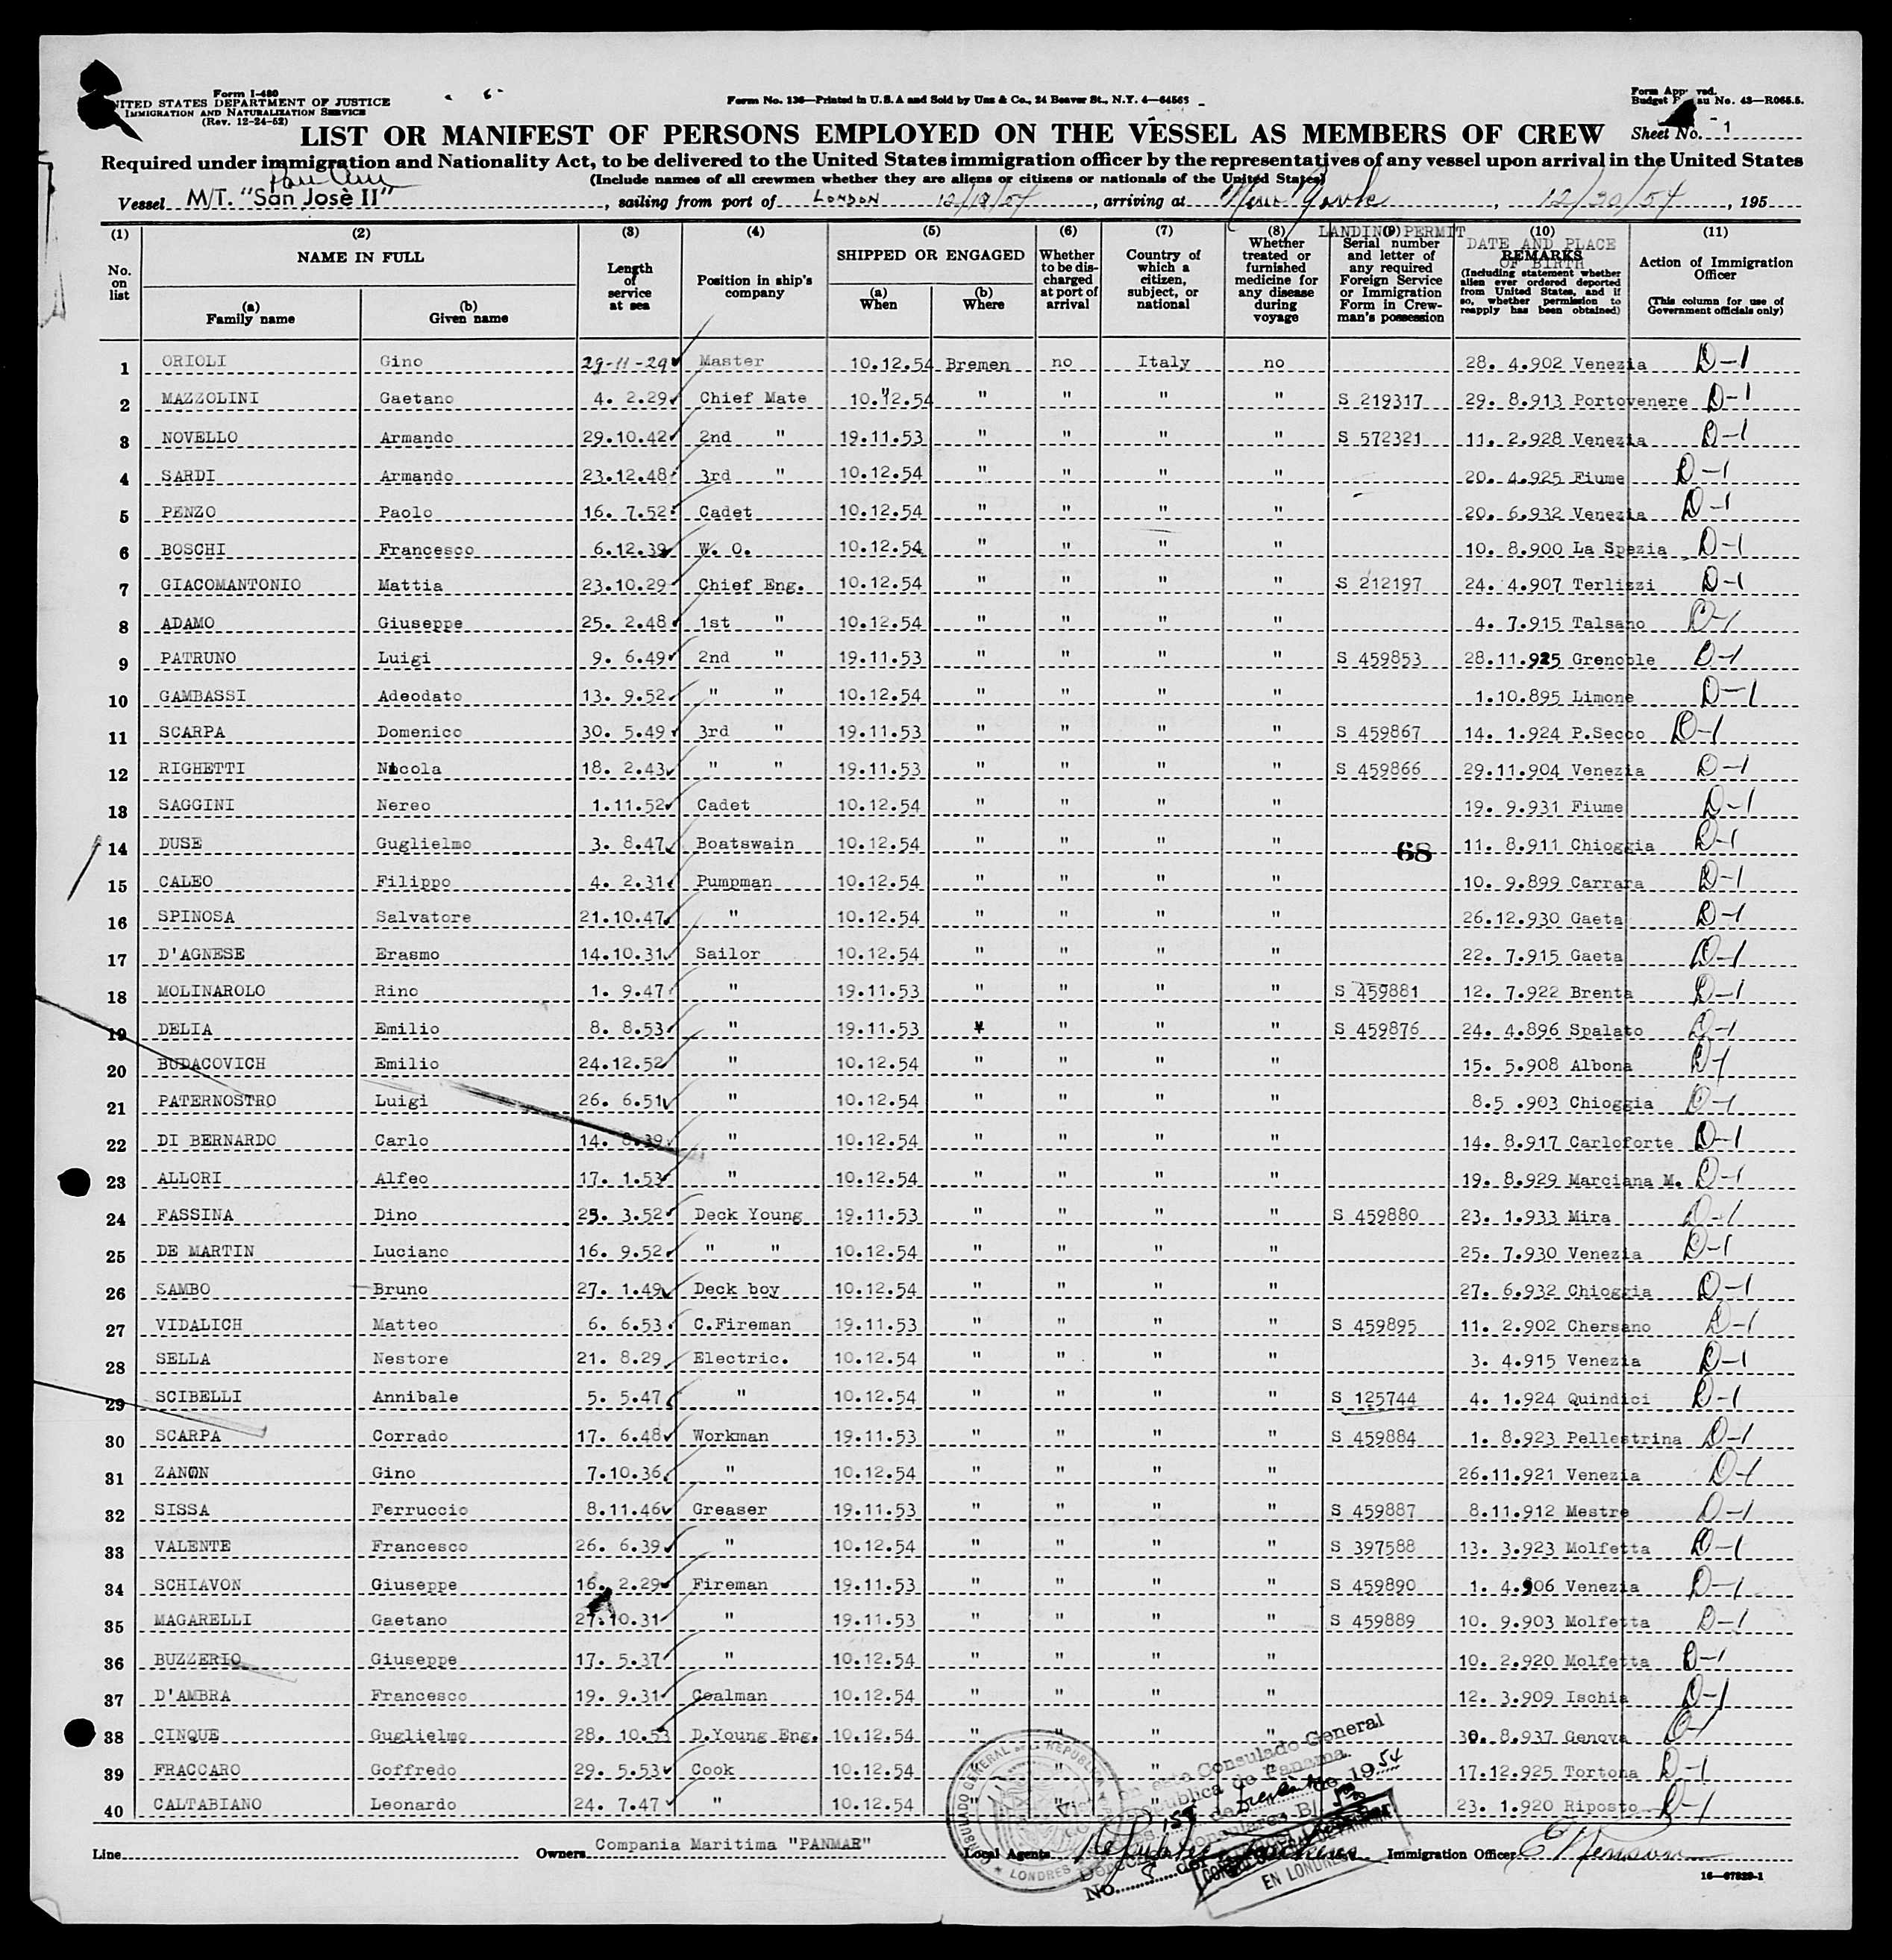 Form I-480
UNITED STATES DEPARTMENT OF JUSTICE
IMMIGRATION AND NATURALIZATION SERVICE
(Rev. 12-24-52)
Form No. 136—Printed in U.S.A and Sold by Unz & Co., 24 Beaver St., N.Y. 4—64565
Form Approved.
Budget Bureau No. 43—R065.5.
LIST OR MANIFEST OF PERSONS EMPLOYED ON THE VESSEL AS MEMBERS OF CREW
Sheet No. 1
Required under immigration and Nationality Act, to be delivered to the United States immigration officer by the representatives of any vessel upon arrival in the United States
(Include names of all crewmen whether they are aliens or citizens or nationals of the United States)
Vessel M/T. "San Josè II", sailing from port of LONDON 12/18/54, arriving at New York, 12/30/54, 195
(1) No. on list
(2) NAME IN FULL
(a) Family name
(b) Given name
(3) Length of service at sea
(4) Position in ship's company
(5) SHIPPED OR ENGAGED
(a) When
(b) Where
(6) Whether to be discharged at port of arrival
(7) Country of which a citizen, subject, or national
(8) Whether treated or furnished medicine for any disease during voyage
LANDING PERMIT
(9) Serial number and letter of any required Foreign Service or Immigration Form in Crewman's possession
DATE AND PLACE OF BIRTH
(10) REMARKS (Including statement whether alien ever ordered deported from United States, and if so, whether permission to reapply has been obtained)
(11) Action of Immigration Officer
(This column for use of Government officials only)
1 ORIOLI Gino 29-11-29 Master 10.12.54 Bremen no Italy no 28. 4.902 Venezia D-1
2 MAZZOLINI Gaetano 4. 2.29 Chief Mate 10.12.54 " " " " S 219317 29. 8.913 Portovenere D-1
3 NOVELLO Armando 29.10.42 2nd " 19.11.53 " " " " S 572321 11. 2.928 Venezia D-1
4 SARDI Armando 23.12.48 3rd " 10.12.54 " " " " 20. 4.925 Fiume D-1
5 PENZO Paolo 16. 7.52 Cadet 10.12.54 " " " " 20. 6.932 Venezia D-1
6 BOSCHI Francesco 6.12.39 W. O. 10.12.54 " " " " 10. 8.900 La Spezia D-1
7 GIACOMANTONIO Mattia 23.10.29 Chief Eng. 10.12.54 " " " " S 212197 24. 4.907 Terlizzi D-1
8 ADAMO Giuseppe 25. 2.48 1st " 10.12.54 " " " " 4. 7.915 Talsano D-1
9 PATRUNO Luigi 9. 6.49 2nd " 19.11.53 " " " " S 459853 28.11.925 Grenoble D-1
10 GAMBASSI Adeodato 13. 9.52 " " 10.12.54 " " " " 1.10.895 Limone D-1
11 SCARPA Domenico 30. 5.49 3rd " 19.11.53 " " " " S 459867 14. 1.924 P.Secco D-1
12 RIGHETTI Nicola 18. 2.43 " " 19.11.53 " " " " S 459866 29.11.904 Venezia D-1
13 SAGGINI Nereo 1.11.52 Cadet 10.12.54 " " " " 19. 9.931 Fiume D-1
14 DUSE Guglielmo 3. 8.47 Boatswain 10.12.54 " " " " 68 11. 8.911 Chioggia D-1
15 CALEO Filippo 4. 2.31 Pumpman 10.12.54 " " " " 10. 9.899 Carrara D-1
16 SPINOSA Salvatore 21.10.47 " 10.12.54 " " " " 26.12.930 Gaeta D-1
17 D'AGNESE Erasmo 14.10.31 Sailor 10.12.54 " " " " 22. 7.915 Gaeta D-1
18 MOLINAROLO Rino 1. 9.47 " 19.11.53 " " " " S 459881 12. 7.922 Brenta D-1
19 DELIA Emilio 8. 8.53 " 19.11.53 " " " " S 459876 24. 4.896 Spalato D-1
20 BUDACOVICH Emilio 24.12.52 " 10.12.54 " " " " 15. 5.908 Albona D-1
21 PATERNOSTRO Luigi 26. 6.51 " 10.12.54 " " " " 8.5 .903 Chioggia D-1
22 DI BERNARDO Carlo 14. 8.39 " 10.12.54 " " " " 14. 8.917 Carloforte D-1
23 ALLORI Alfeo 17. 1.53 " 10.12.54 " " " " 19. 8.929 Marciana M. D-1
24 FASSINA Dino 25. 3.52 Deck Young 19.11.53 " " " " S 459880 23. 1.933 Mira D-1
25 DE MARTIN Luciano 16. 9.52 " " 10.12.54 " " " " 25. 7.930 Venezia D-1
26 SAMBO Bruno 27. 1.49 Deck boy 10.12.54 " " " " 27. 6.932 Chioggia D-1
27 VIDALICH Matteo 6. 6.53 C.Fireman 19.11.53 " " " " S 459895 11. 2.902 Chersano D-1
28 SELLA Nestore 21. 8.29 Electric. 10.12.54 " " " " 3. 4.915 Venezia D-1
29 SCIBELLI Annibale 5. 5.47 " 10.12.54 " " " " S 125744 4. 1.924 Quindici D-1
30 SCARPA Corrado 17. 6.48 Workman 19.11.53 " " " " S 459884 1. 8.923 Pellestrina D-1
31 ZANON Gino 7.10.36 " 10.12.54 " " " " 26.11.921 Venezia D-1
32 SISSA Ferruccio 8.11.46 Greaser 19.11.53 " " " " S 459887 8.11.912 Mestre D-1
33 VALENTE Francesco 26. 6.39 " 10.12.54 " " " " S 397588 13. 3.923 Molfetta D-1
34 SCHIAVON Giuseppe 16. 2.29 Fireman 19.11.53 " " " " S 459890 1. 4.906 Venezia D-1
35 MAGARELLI Gaetano 27.10.31 " 19.11.53 " " " " S 459889 10. 9.903 Molfetta D-1
36 BUZZERIO Giuseppe 17. 5.37 " 10.12.54 " " " " 10. 2.920 Molfetta D-1
37 D'AMBRA Francesco 19. 9.31 Coalman 10.12.54 " " " " 12. 3.909 Ischia D-1
38 CINQUE Guglielmo 28. 10.53 D.Young Eng. 10.12.54 " " " " 30. 8.937 Genova D-1
39 FRACCARO Goffredo 29. 5.53 Cook 10.12.54 " " " 17.12.925 Tortona D-1
40 CALTABIANO Leonardo 24. 7.47 " 10.12.54 " " " 23. 1.920 Riposto D-1
CONSULADO GENERAL DE LA REPUBLICA
LONDRES
Visto en este Consulado General
Republica de Panama
de 1954
No. 8
EN LONDRES
Line
Owners Compania Maritima "PANMAR"
Local Agents
Immigration Officer
16—67829-1